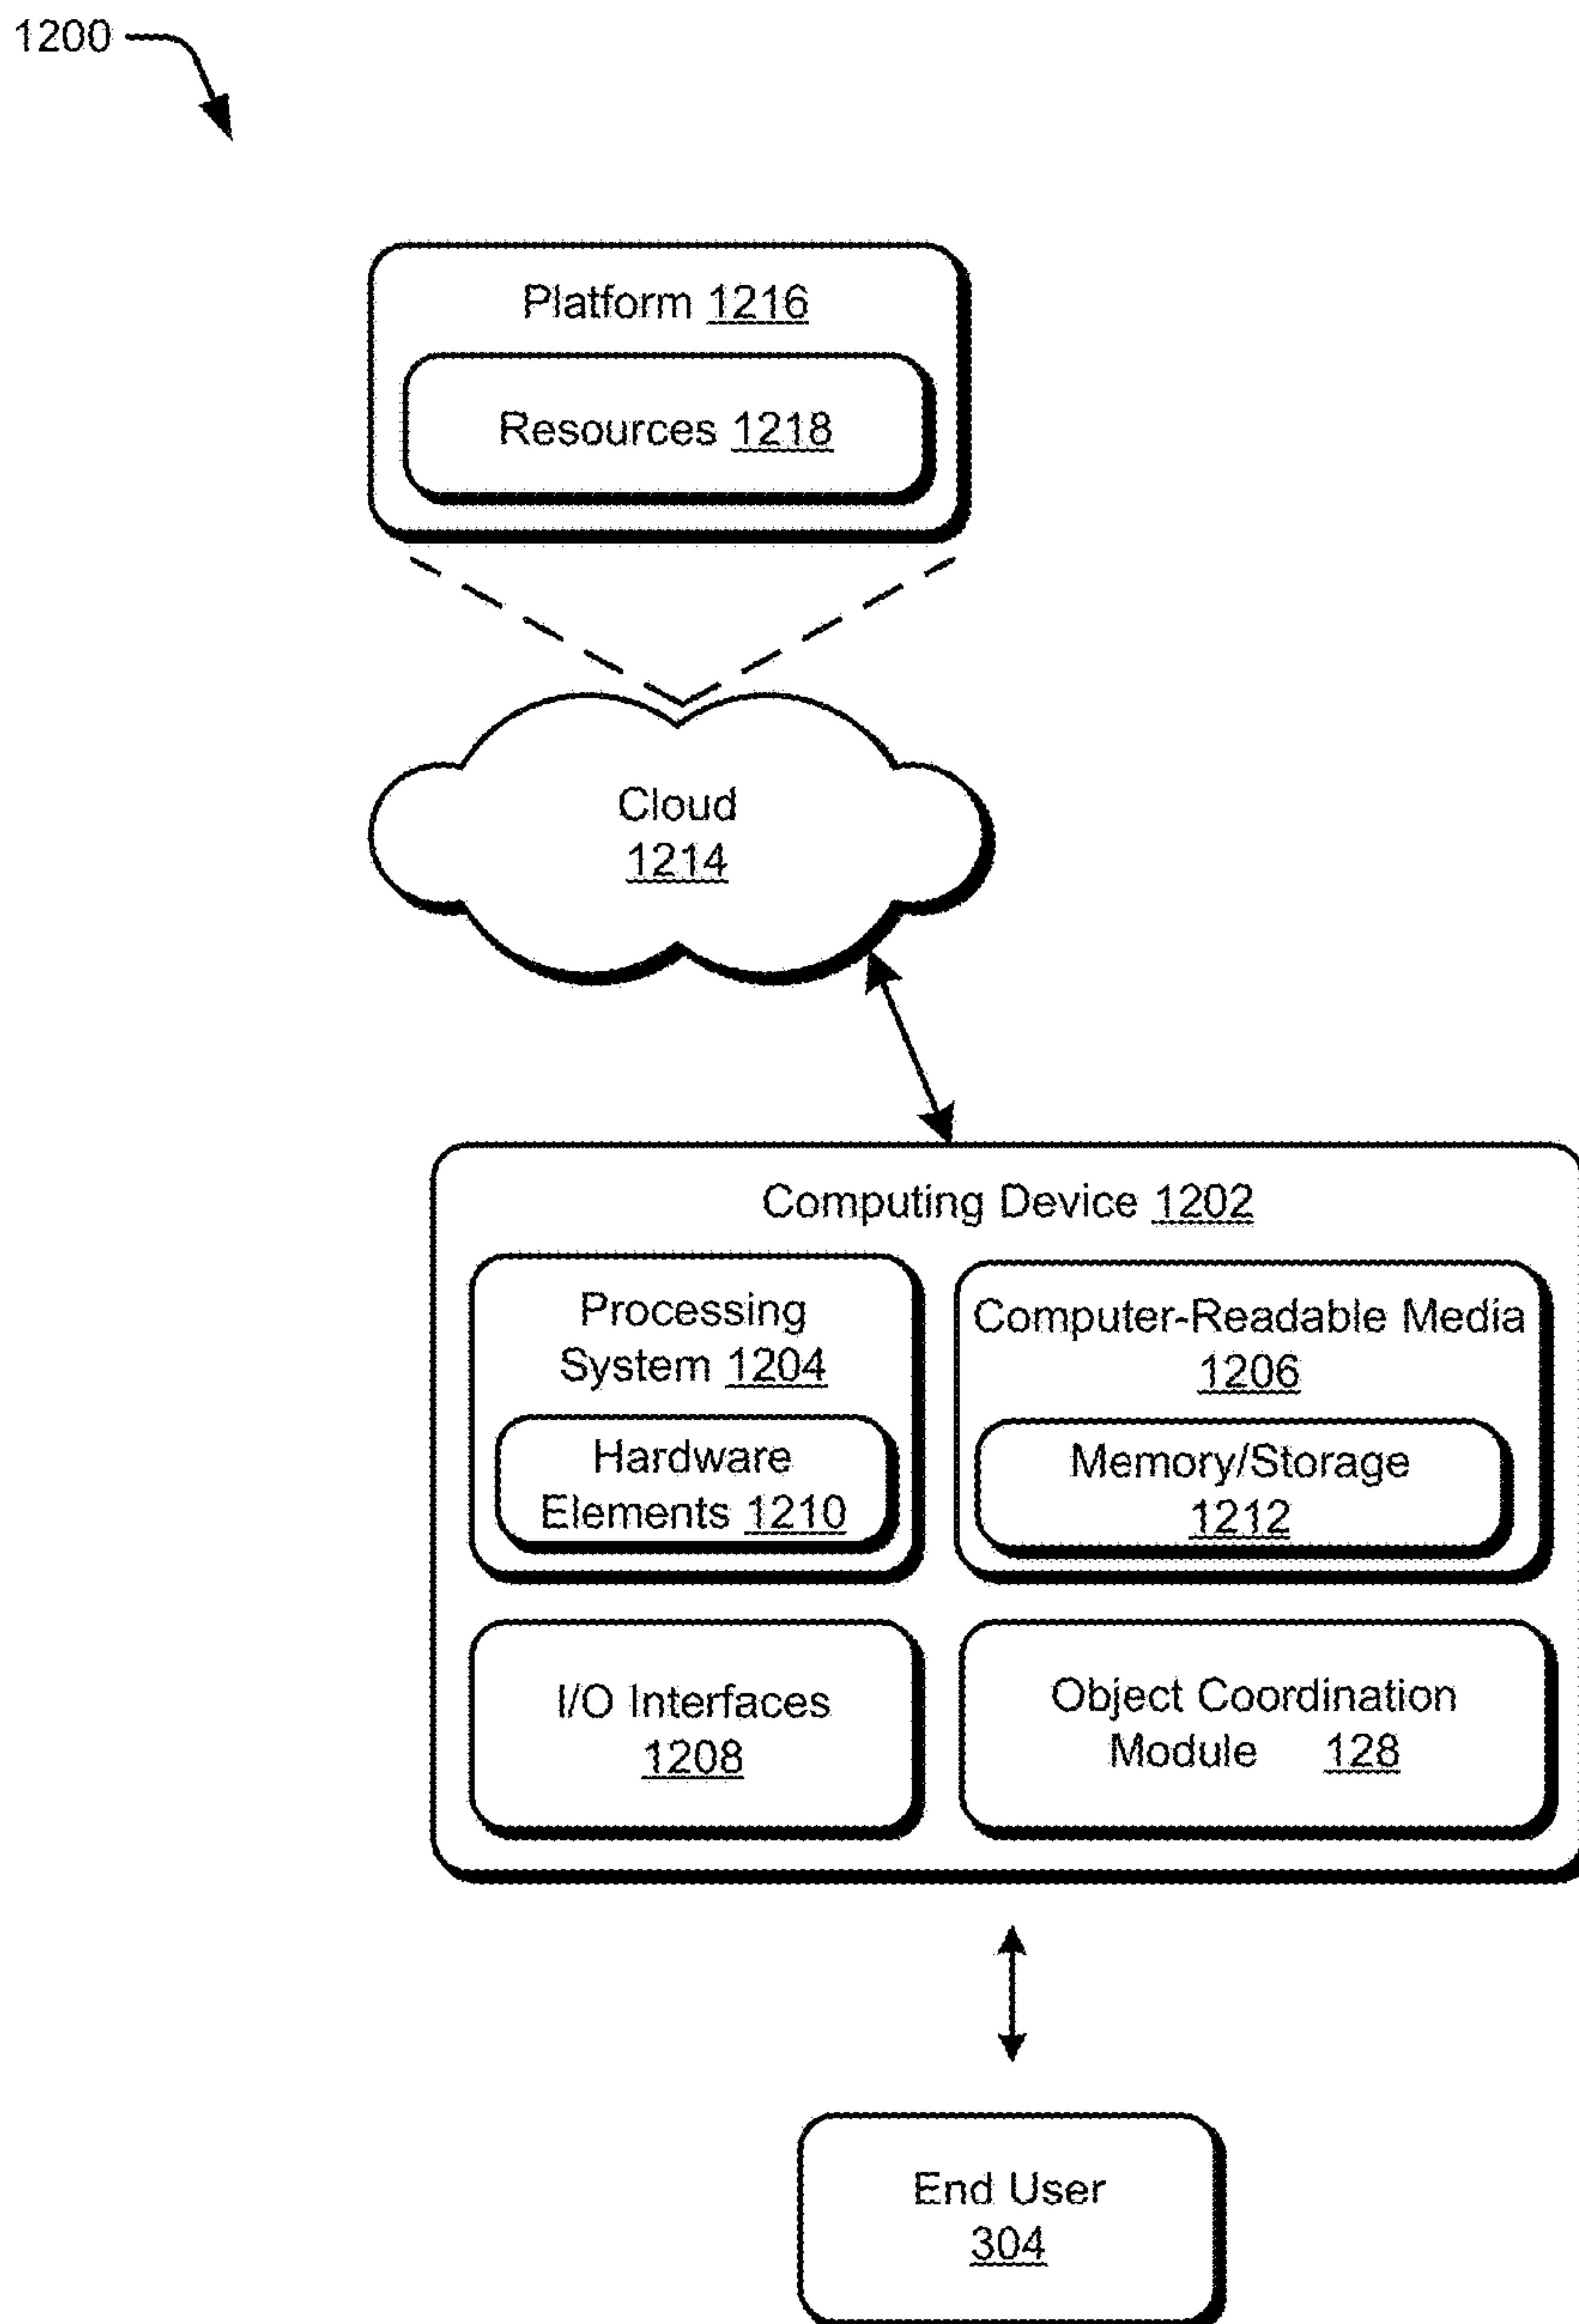 1200
Platform 1216
Resources 1218
Cloud
1214
Computing Device 1202
Processing
System 1204
Hardware
Elements 1210
Computer-Readable Media
1206
Memory/Storage
1212
I/O Interfaces
1208
Object Coordination
Module 128
End User
304